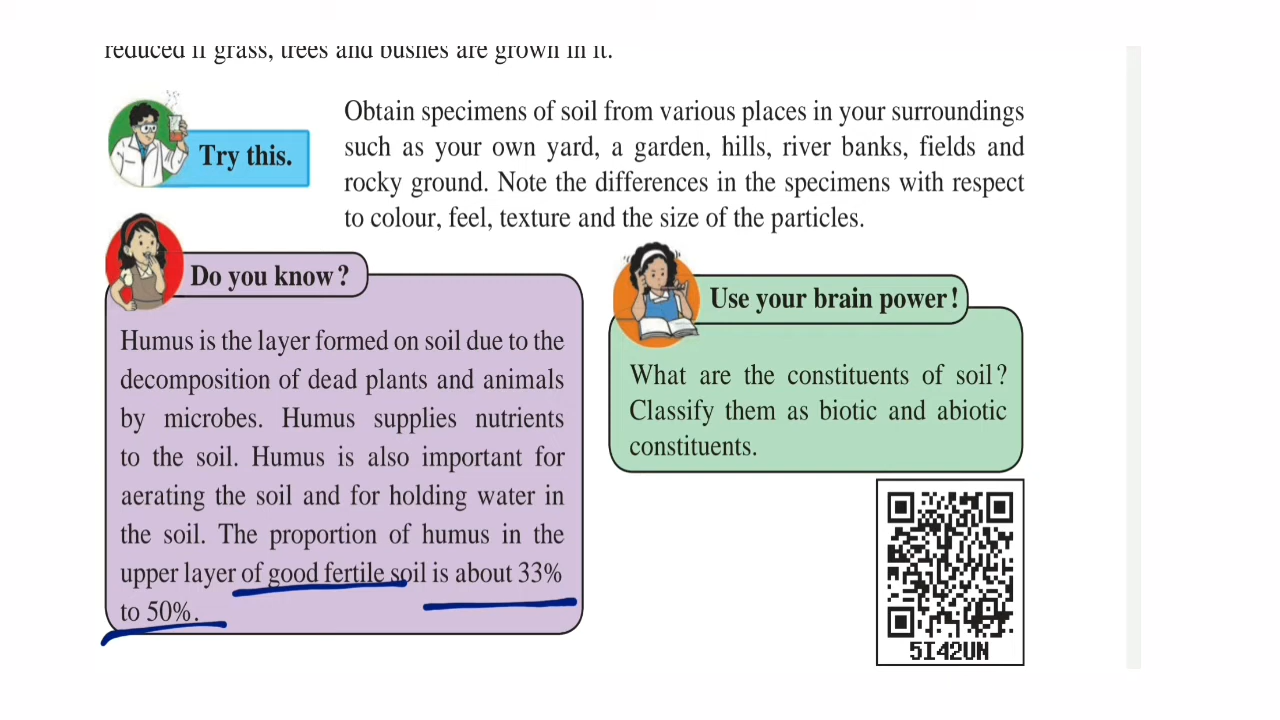 reduced if grass, trees and bushes are grown in it.
Try this.
Obtain specimens of soil from various places in your surroundings
such as your own yard, a garden, hills, river banks, fields and
rocky ground. Note the differences in the specimens with respect
to colour, feel, texture and the size of the particles.
Do you know?
Humus is the layer formed on soil due to the
decomposition of dead plants and animals
by microbes. Humus supplies nutrients
to the soil. Humus is also important for
aerating the soil and for holding water in
the soil. The proportion of humus in the
upper layer of good fertile soil is about 33%
to 50%.
Use your brain power!
What are the constituents of soil?
Classify them as biotic and abiotic
constituents.
5I42UN